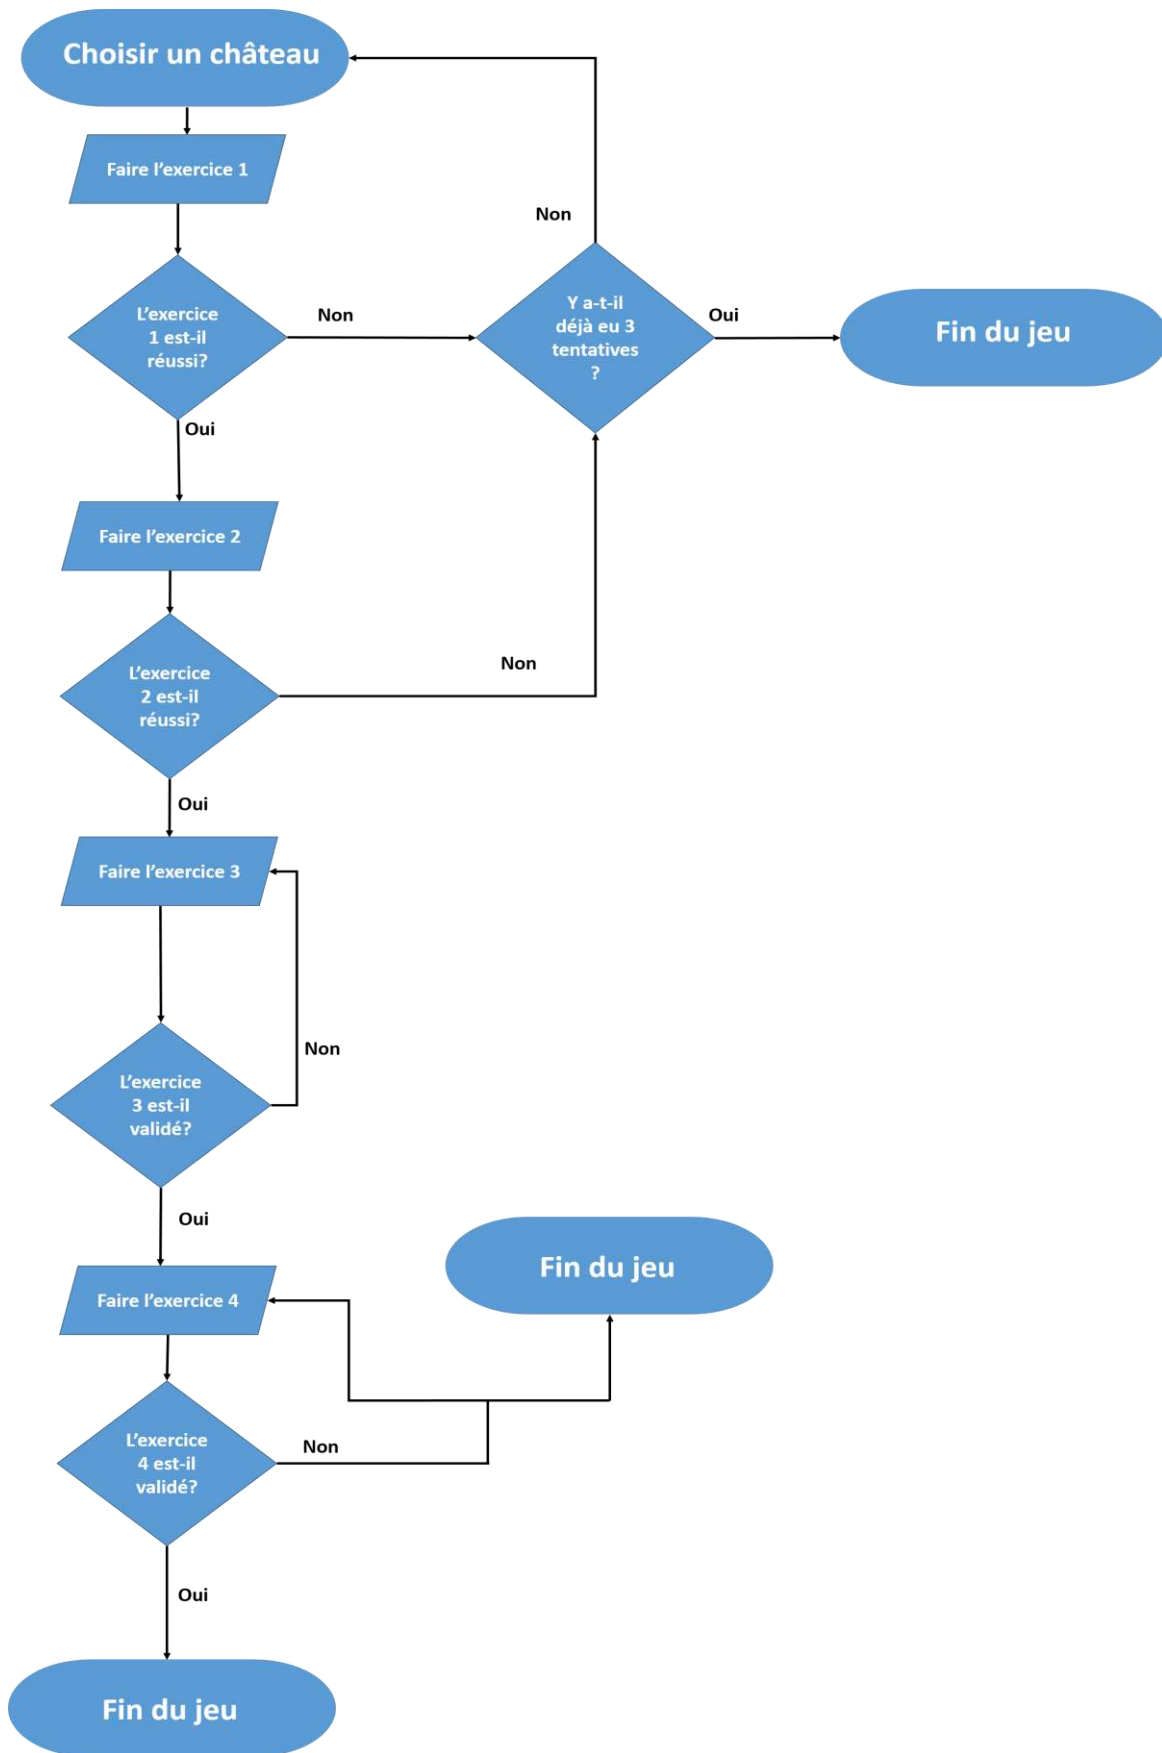 Choisir un château
Faire l'exercice 1
Non
L'exercice
1 est-il
réussi?
Non
Y a-t-il
déjà eu 3
tentatives
?
Oui
Fin du jeu
Oui
Faire l'exercice 2
L'exercice
2 est-il
réussi?
Non
Oui
Faire l'exercice 3
Non
L'exercice
3 est-il
validé?
Oui
Fin du jeu
Faire l'exercice 4
L'exercice
4 est-il
validé?
Non
Oui
Fin du jeu